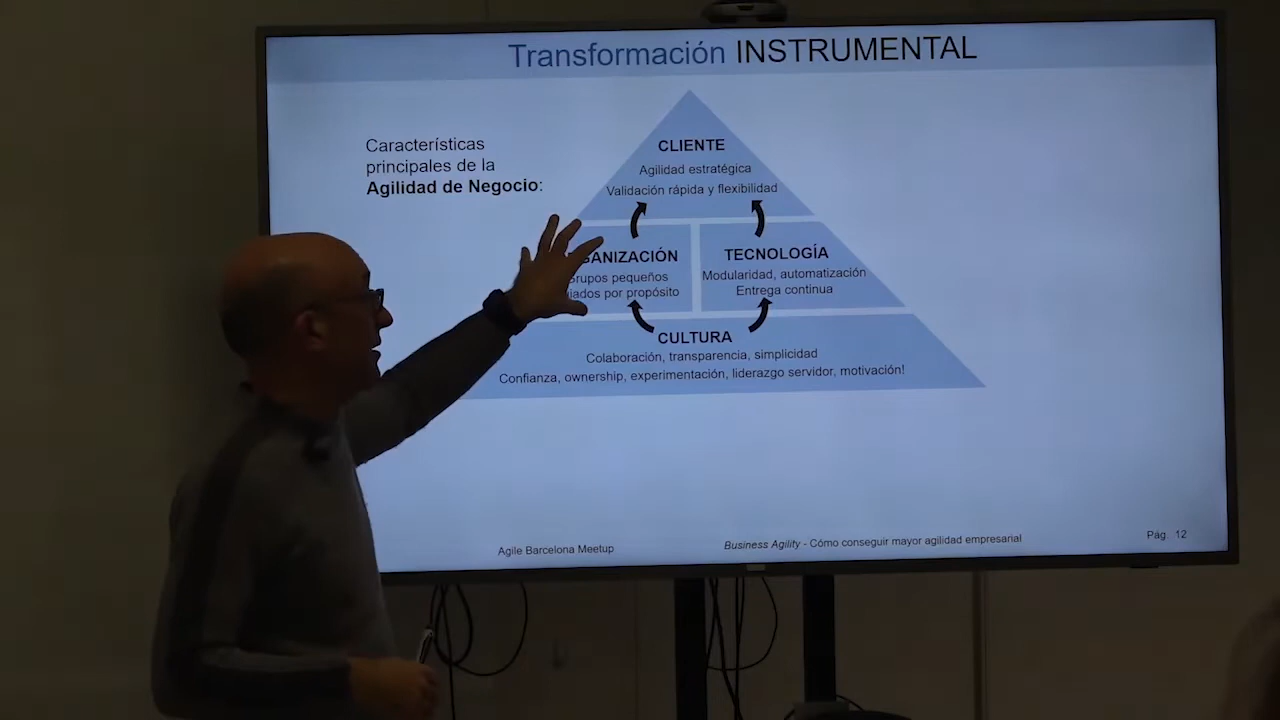 Transformación INSTRUMENTAL
Características
principales de la
Agilidad de Negocio:
CLIENTE
Agilidad estratégica
Validación rápida y flexibilidad
GANIZACIÓN
Grupos pequeños
iados por propósito
TECNOLOGÍA
Modularidad, automatización
Entrega continua
CULTURA
Colaboración, transparencia, simplicidad
Confianza, ownership, experimentación, liderazgo servidor, motivación!
Agile Barcelona Meetup
Business Agility - Cómo conseguir mayor agilidad empresarial
Pág. 12